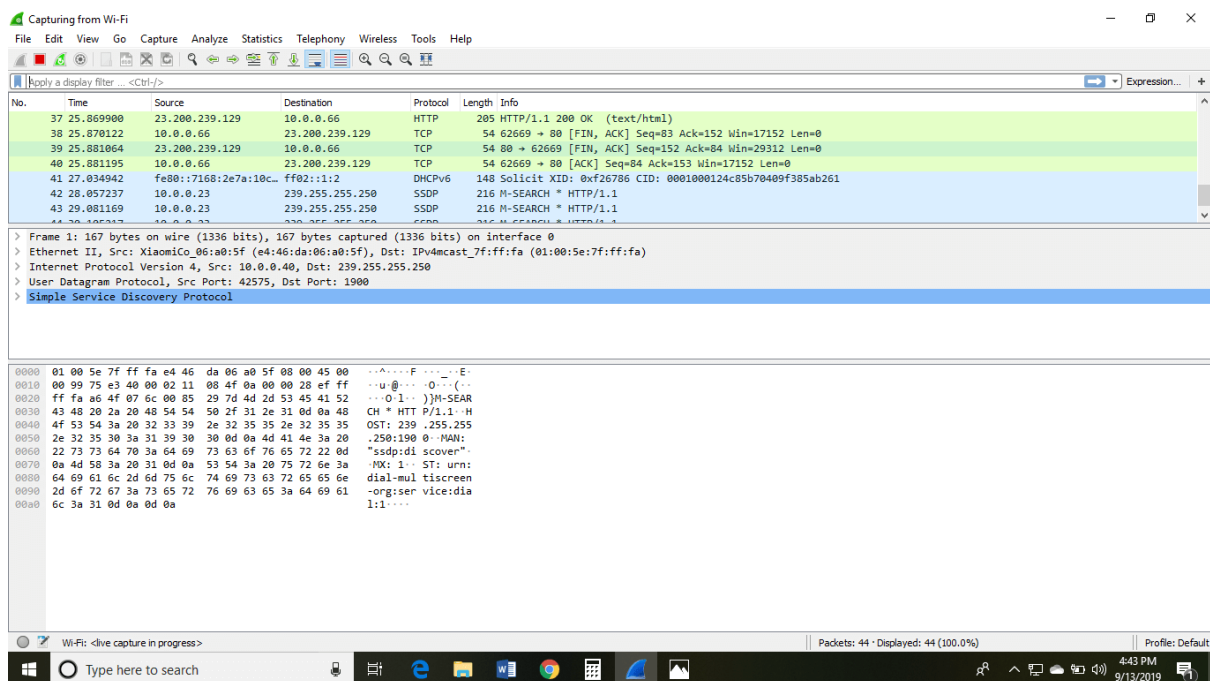 Capturing from Wi-Fi
File Edit View Go Capture Analyze Statistics Telephony Wireless Tools Help
Apply a display filter ... <Ctrl-/> Expression... +
No. Time Source Destination Protocol Length Info
37 25.869900 23.200.239.129 10.0.0.66 HTTP 205 HTTP/1.1 200 OK (text/html)
38 25.870122 10.0.0.66 23.200.239.129 TCP 54 62669 → 80 [FIN, ACK] Seq=83 Ack=152 Win=17152 Len=0
39 25.881064 23.200.239.129 10.0.0.66 TCP 54 80 → 62669 [FIN, ACK] Seq=152 Ack=84 Win=29312 Len=0
40 25.881195 10.0.0.66 23.200.239.129 TCP 54 62669 → 80 [ACK] Seq=84 Ack=153 Win=17152 Len=0
41 27.034942 fe80::7168:2e7a:10c… ff02::1:2 DHCPv6 148 Solicit XID: 0xf26786 CID: 0001000124c85b70409f385ab261
42 28.057237 10.0.0.23 239.255.255.250 SSDP 216 M-SEARCH * HTTP/1.1
43 29.081169 10.0.0.23 239.255.255.250 SSDP 216 M-SEARCH * HTTP/1.1
> Frame 1: 167 bytes on wire (1336 bits), 167 bytes captured (1336 bits) on interface 0
> Ethernet II, Src: XiaomiCo_06:a0:5f (e4:46:da:06:a0:5f), Dst: IPv4mcast_7f:ff:fa (01:00:5e:7f:ff:fa)
> Internet Protocol Version 4, Src: 10.0.0.40, Dst: 239.255.255.250
> User Datagram Protocol, Src Port: 42575, Dst Port: 1900
> Simple Service Discovery Protocol
0000 01 00 5e 7f ff fa e4 46 da 06 a0 5f 08 00 45 00 ··^····F ···_··E·
0010 00 99 75 e3 40 00 02 11 08 4f 0a 00 00 28 ef ff ··u·@··· ·O···(··
0020 ff fa a6 4f 07 6c 00 85 29 7d 4d 2d 53 45 41 52 ···O·l·· )}M-SEAR
0030 43 48 20 2a 20 48 54 54 50 2f 31 2e 31 0d 0a 48 CH * HTT P/1.1··H
0040 4f 53 54 3a 20 32 33 39 2e 32 35 35 2e 32 35 35 OST: 239 .255.255
0050 2e 32 35 30 3a 31 39 30 30 0d 0a 4d 41 4e 3a 20 .250:190 0··MAN: 
0060 22 73 73 64 70 3a 64 69 73 63 6f 76 65 72 22 0d "ssdp:di scover"·
0070 0a 4d 58 3a 20 31 0d 0a 53 54 3a 20 75 72 6e 3a ·MX: 1·· ST: urn:
0080 64 69 61 6c 2d 6d 75 6c 74 69 73 63 72 65 65 6e dial-mul tiscreen
0090 2d 6f 72 67 3a 73 65 72 76 69 63 65 3a 64 69 61 -org:ser vice:dia
00a0 6c 3a 31 0d 0a 0d 0a l:1····
Wi-Fi: <live capture in progress> Packets: 44 · Displayed: 44 (100.0%) Profile: Default
Type here to search 4:43 PM
9/13/2019